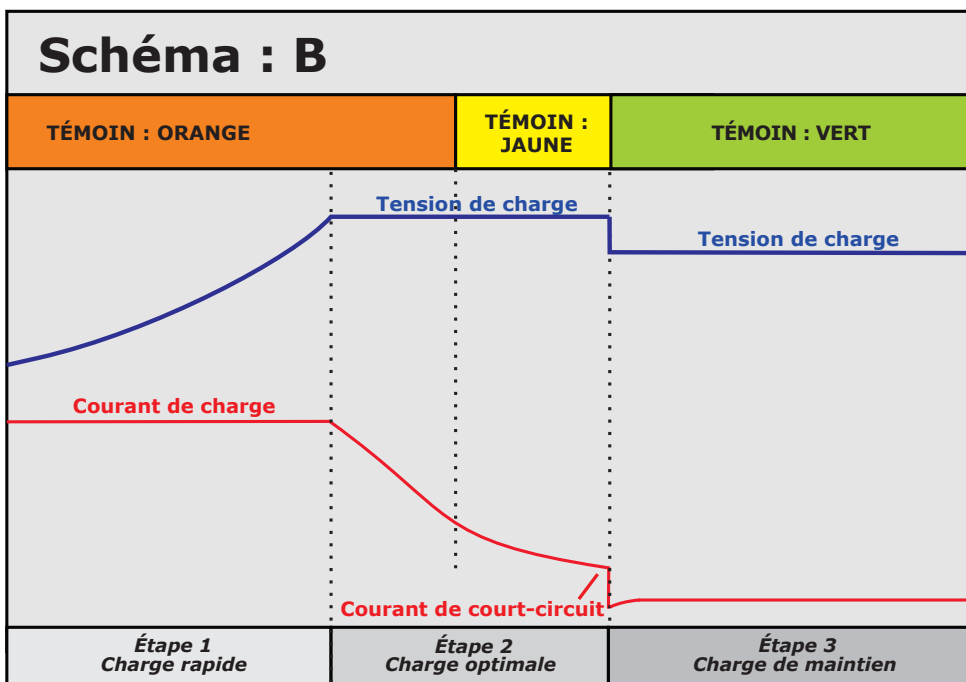 Schéma : B
TÉMOIN : ORANGE
TÉMOIN :
JAUNE
TÉMOIN : VERT
Tension de charge
Tension de charge
Courant de charge
Courant de court-circuit
Étape 1
Charge rapide
Étape 2
Charge optimale
Étape 3
Charge de maintien